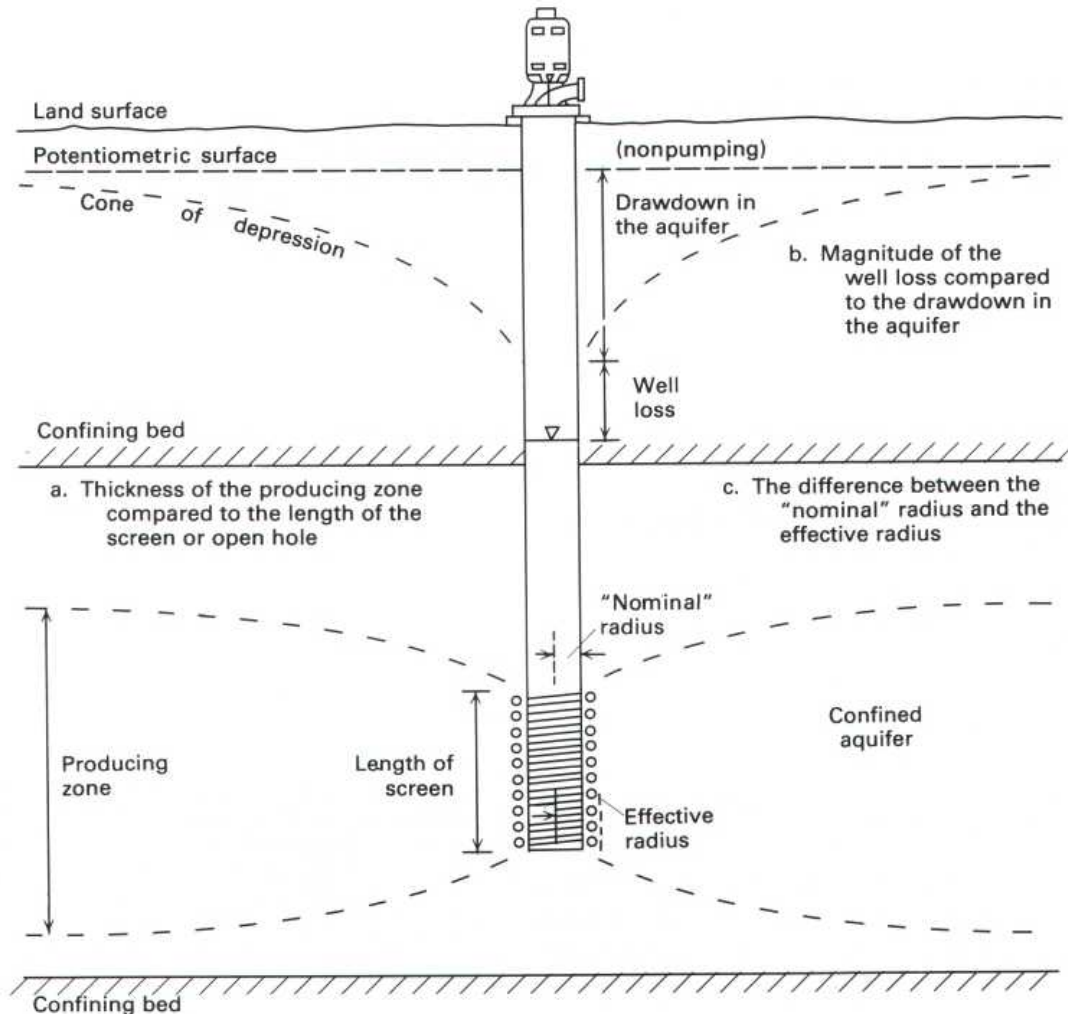 Land surface
Potentiometric surface
(nonpumping)
Cone of depression
Drawdown in
the aquifer
b. Magnitude of the
well loss compared
to the drawdown in
the aquifer
Well
loss
Confining bed
a. Thickness of the producing zone
compared to the length of the
screen or open hole
c. The difference between the
"nominal" radius and the
effective radius
"Nominal"
radius
Producing
zone
Length of
screen
Confined
aquifer
Effective
radius
Confining bed